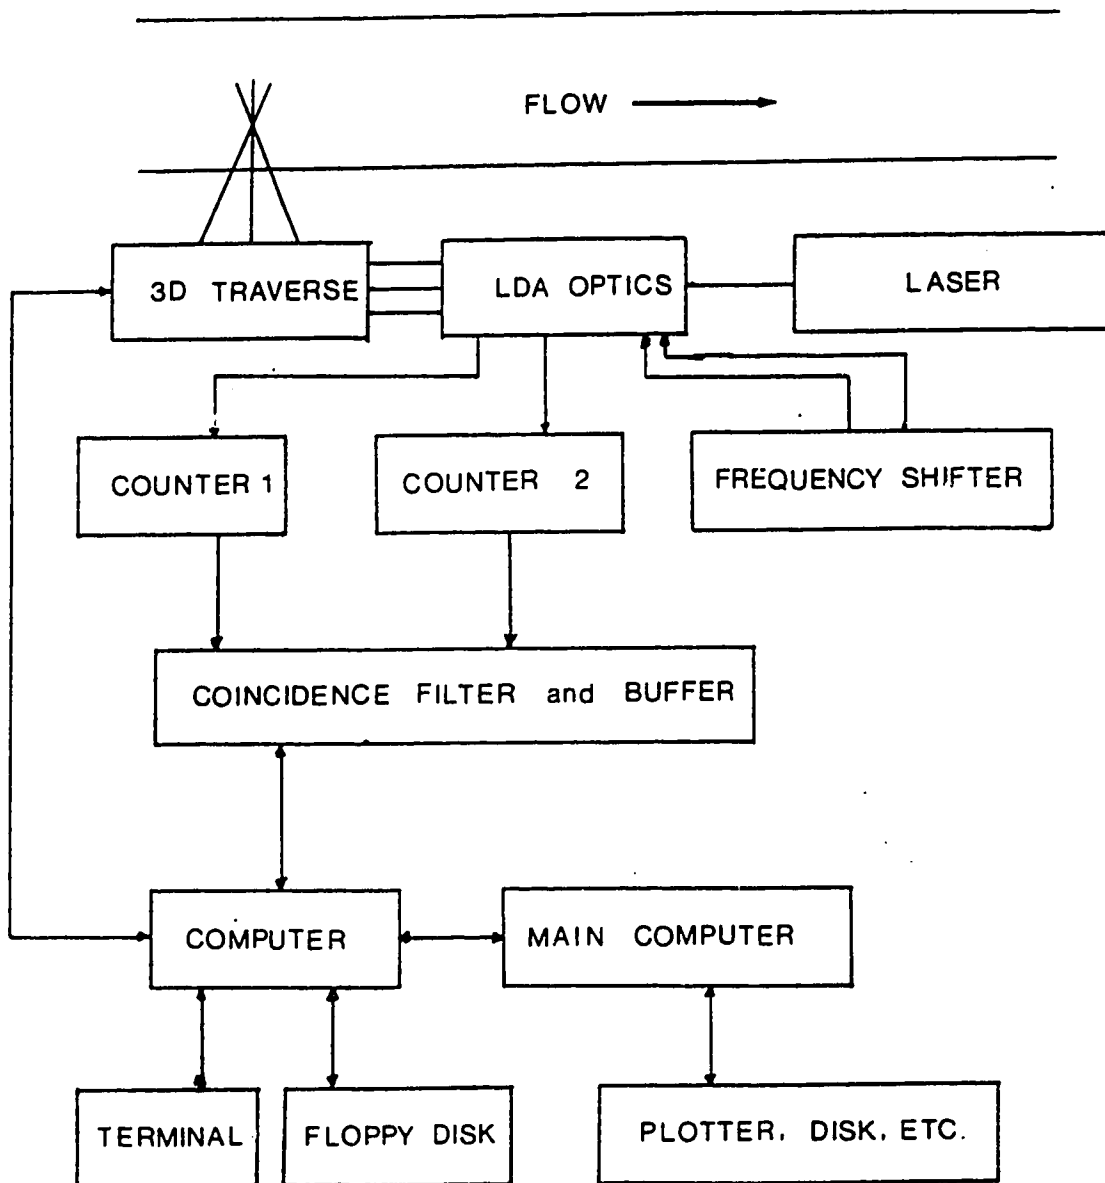 FLOW
3D TRAVERSE
LDA OPTICS
LASER
COUNTER 1
COUNTER 2
FREQUENCY SHIFTER
COINCIDENCE FILTER and BUFFER
COMPUTER
MAIN COMPUTER
TERMINAL
FLOPPY DISK
PLOTTER, DISK, ETC.